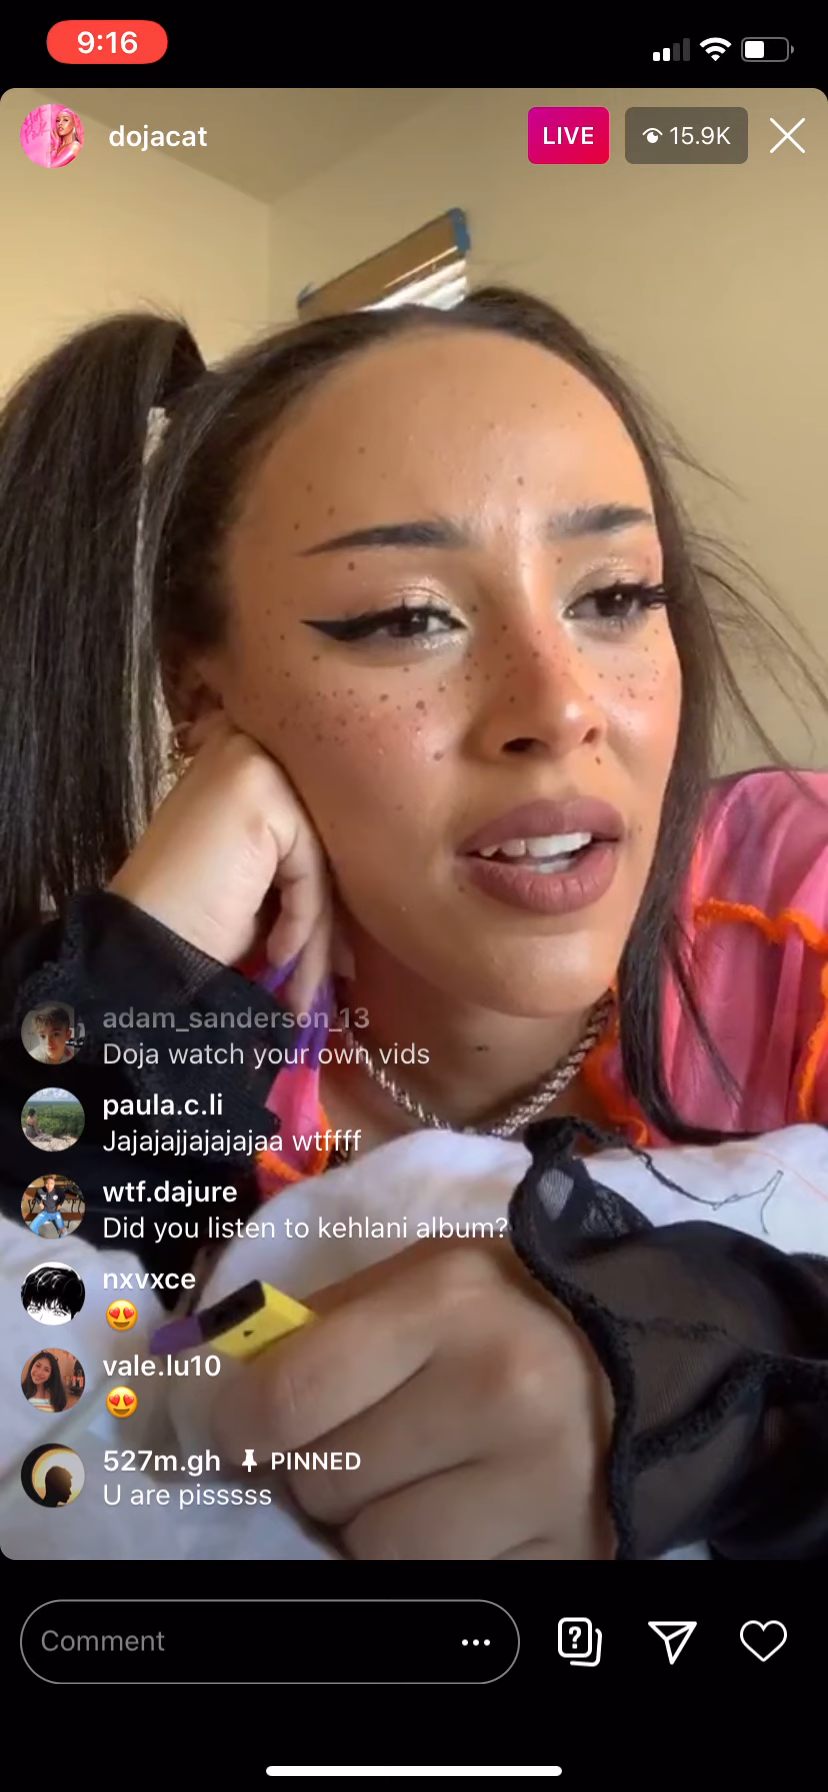 9:16
dojacat
LIVE
15.9K
adam_sanderson_13
Doja watch your own vids
paula.c.li
Jajajajjajajajaa wtffff
wtf.dajure
Did you listen to kehlani album?
nxvxce
😍
vale.lu10
😍
527m.gh PINNED
U are pisssss
Comment